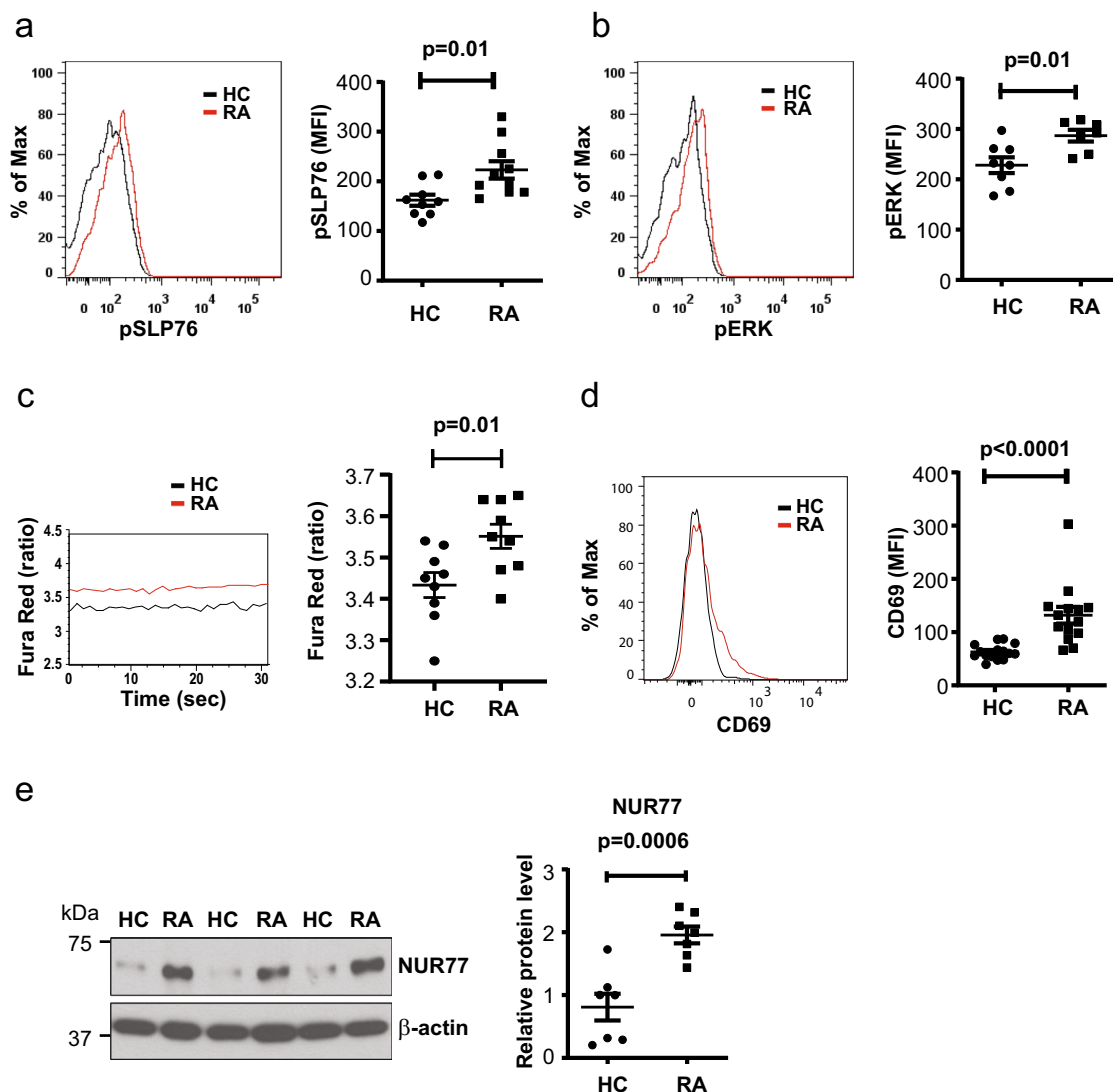 a
p=0.01
100
80
60
40
20
0
% of Max
HC
RA
0 10² 10³ 10⁴ 10⁵
pSLP76
400
300
200
100
0
pSLP76 (MFI)
HC RA
b
p=0.01
100
80
60
40
20
0
% of Max
HC
RA
0 10² 10³ 10⁴ 10⁵
pERK
400
300
200
100
0
pERK (MFI)
HC RA
c
HC
RA
4.5
4
3.5
3
2.5
Fura Red (ratio)
0 10 20 30
Time (sec)
p=0.01
3.7
3.6
3.5
3.4
3.3
3.2
Fura Red (ratio)
HC RA
d
100
80
60
40
20
0
% of Max
HC
RA
0 10³ 10⁴
CD69
p<0.0001
400
300
200
100
0
CD69 (MFI)
HC RA
e
kDa
HC RA HC RA HC RA
75
NUR77
37
β-actin
NUR77
p=0.0006
3
2
1
0
Relative protein level
HC RA